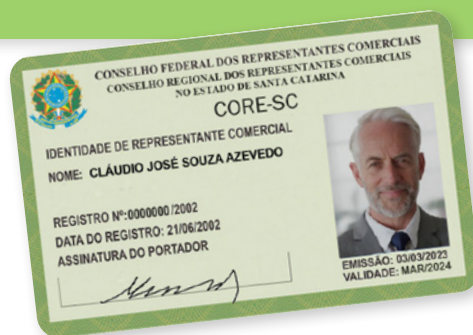 CONSELHO FEDERAL DOS REPRESENTANTES COMERCIAIS
CONSELHO REGIONAL DOS REPRESENTANTES COMERCIAIS
NO ESTADO DE SANTA CATARINA
CORE-SC
IDENTIDADE DE REPRESENTANTE COMERCIAL
NOME: CLÁUDIO JOSÉ SOUZA AZEVEDO
REGISTRO Nº:0000000/2002
DATA DO REGISTRO: 21/06/2002
ASSINATURA DO PORTADOR
EMISSÃO: 03/03/2023
VALIDADE: MAR/2024